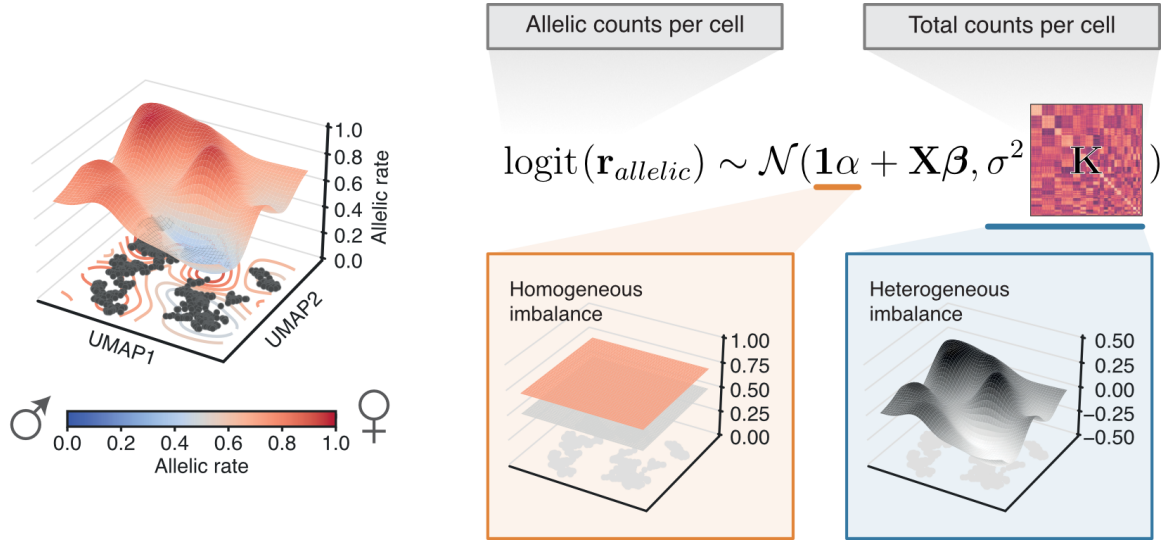 Allelic counts per cell
Total counts per cell
logit(r_allelic) ∼ 𝒩(1α + Xβ, σ² K)
1.0
0.8
0.6
0.4
0.2
0.0
Allelic rate
UMAP1
UMAP2
♂
♀
0.0 0.2 0.4 0.6 0.8 1.0
Allelic rate
Homogeneous
imbalance
1.00
0.75
0.50
0.25
0.00
Heterogeneous
imbalance
0.50
0.25
0.00
−0.25
−0.50